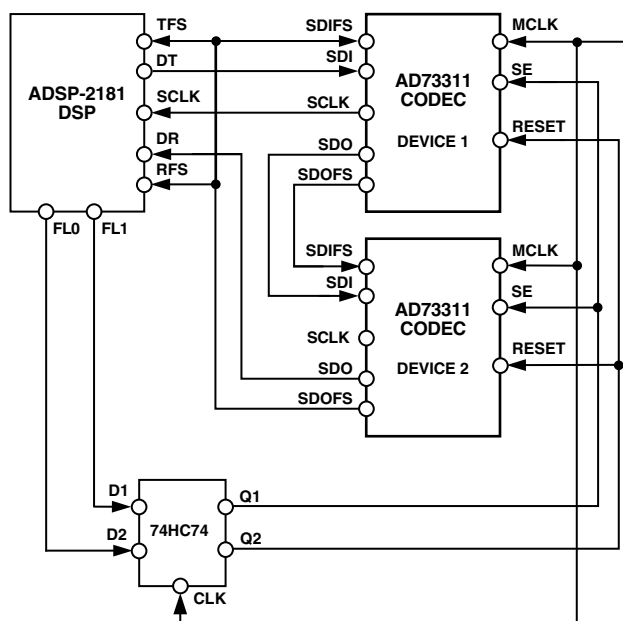 TFS
SDIFS
MCLK
DT
SDI
SE
ADSP-2181
DSP
AD73311
CODEC
SCLK
SCLK
RESET
DR
SDO
DEVICE 1
RFS
SDOFS
FL0
FL1
SDIFS
MCLK
SDI
SE
AD73311
CODEC
SCLK
RESET
SDO
DEVICE 2
SDOFS
D1
Q1
74HC74
D2
Q2
CLK